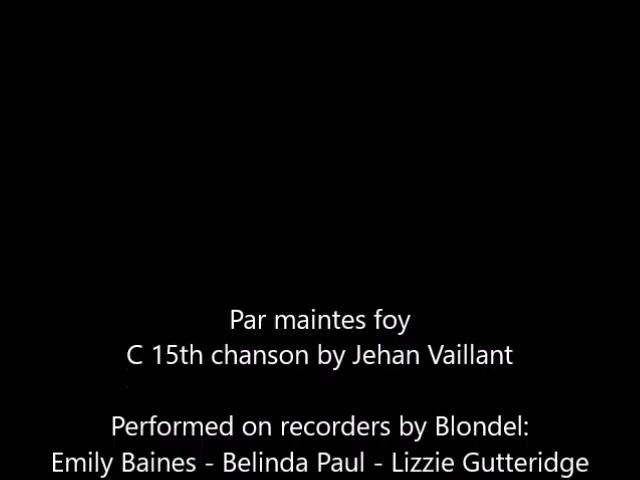 Par maintes foy
C 15th chanson by Jehan Vaillant
Performed on recorders by Blondel:
Emily Baines - Belinda Paul - Lizzie Gutteridge